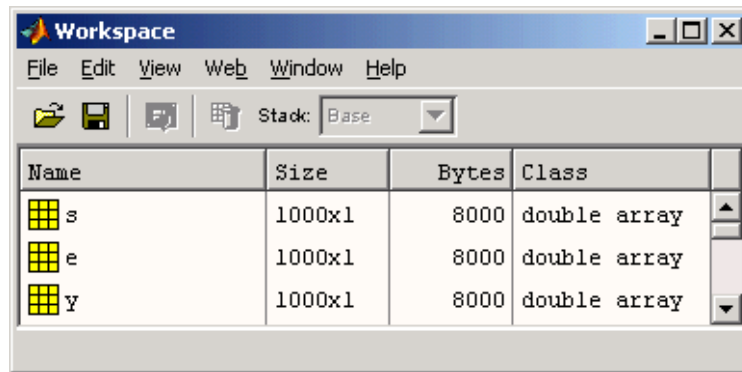 Workspace
File Edit View Web Window Help
Stack: Base
Name Size Bytes Class
s 1000x1 8000 double array
e 1000x1 8000 double array
y 1000x1 8000 double array